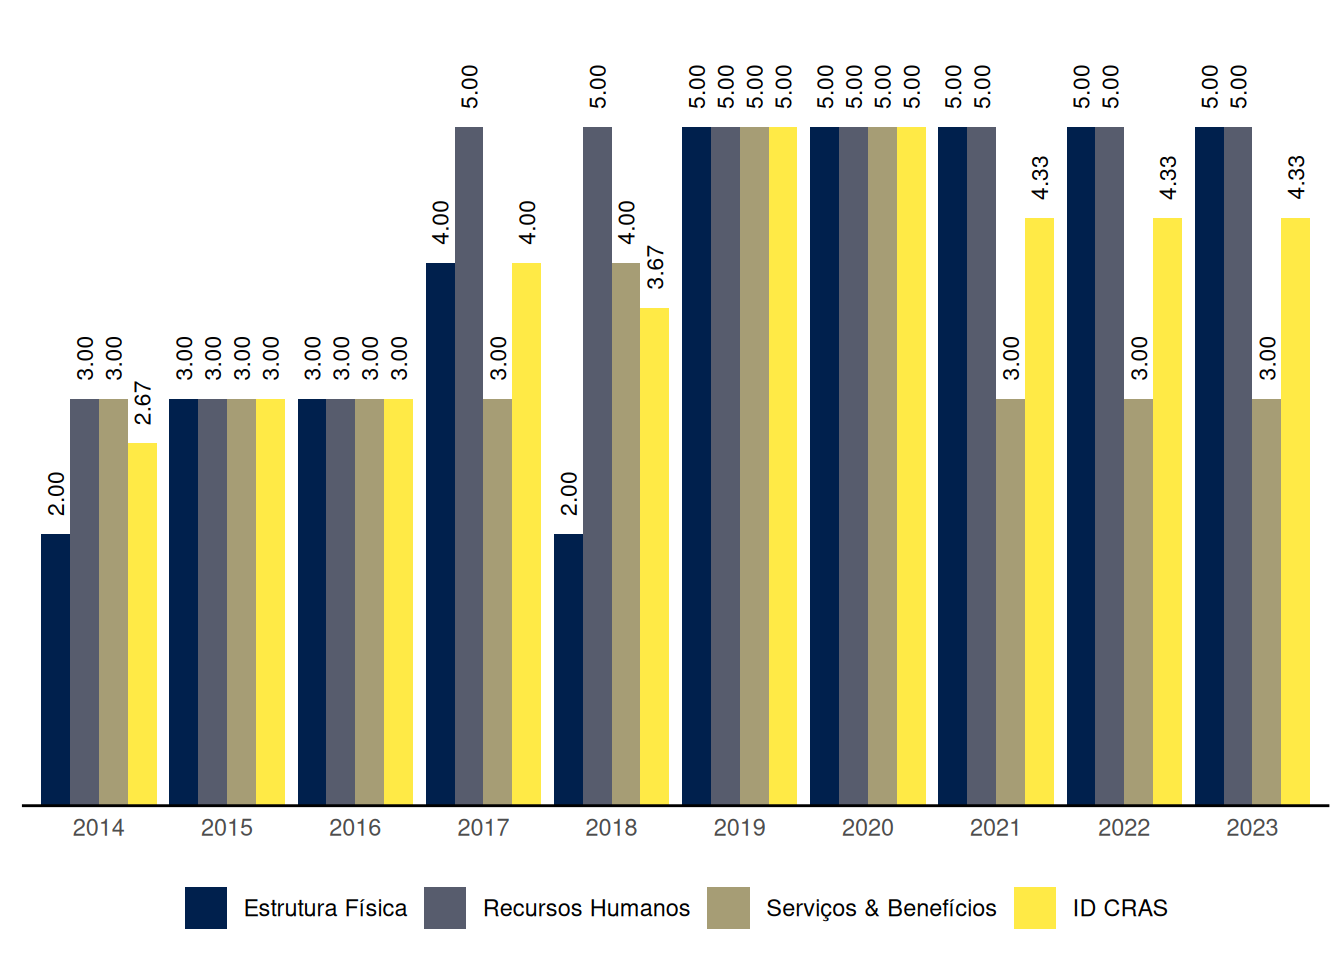 5.00 5.00 5.00 5.00 5.00 5.00 5.00 5.00 5.00 5.00 5.00 5.00 5.00 5.00 5.00 5.00
4.33 4.33 4.33
4.00 4.00 4.00
3.67
3.00 3.00 3.00 3.00 3.00 3.00 3.00 3.00 3.00 3.00 3.00 3.00 3.00 3.00
2.67
2.00 2.00
2014 2015 2016 2017 2018 2019 2020 2021 2022 2023
Estrutura Física Recursos Humanos Serviços & Benefícios ID CRAS